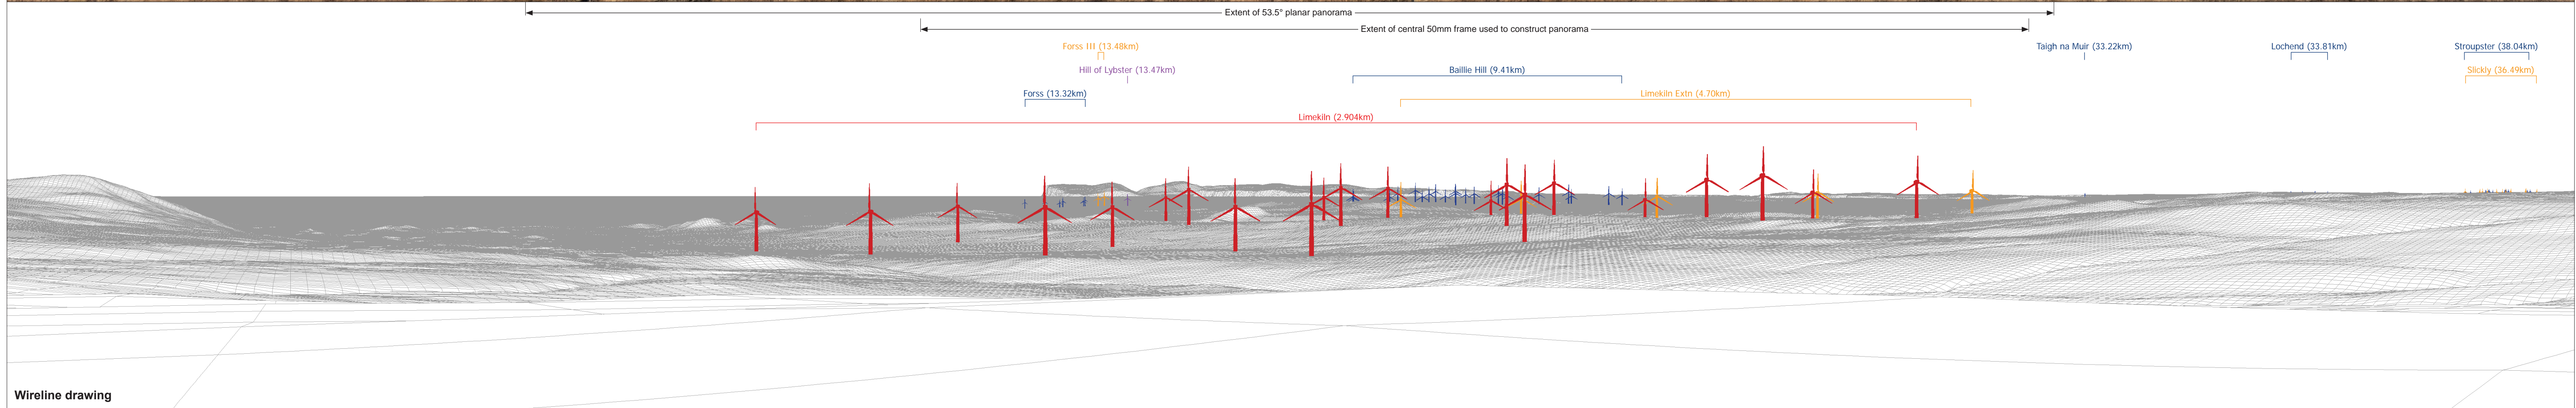 Extent of 53.5° planar panorama
Extent of central 50mm frame used to construct panorama
Forss III (13.48km)
Taigh na Muir (33.22km)
Lochend (33.81km)
Stroupster (38.04km)
Hill of Lybster (13.47km)
Baillie Hill (9.41km)
Slickly (36.49km)
Forss (13.32km)
Limekiln Extn (4.70km)
Limekiln (2.904km)
Wireline drawing